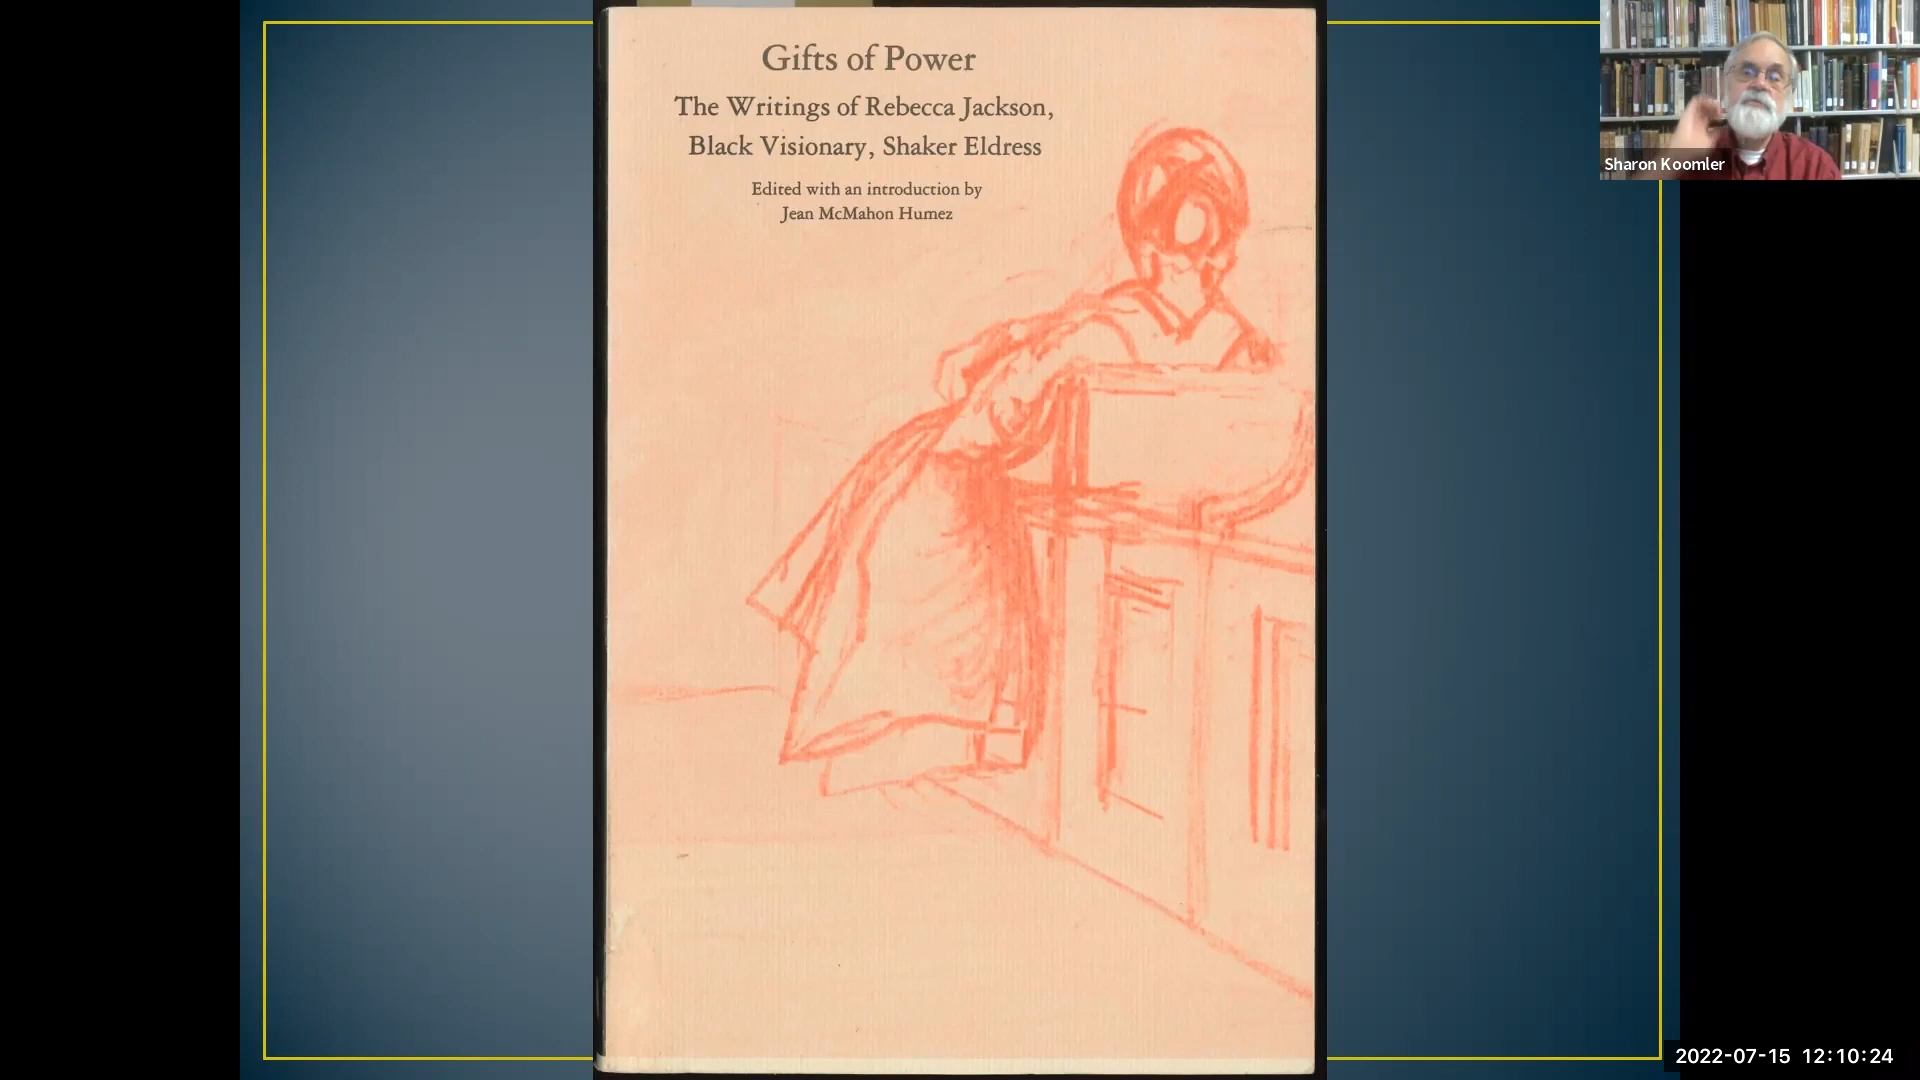 Gifts of Power
The Writings of Rebecca Jackson,
Black Visionary, Shaker Eldress
Edited with an introduction by
Jean McMahon Humez
Sharon Koomler
2022-07-15 12:10:24